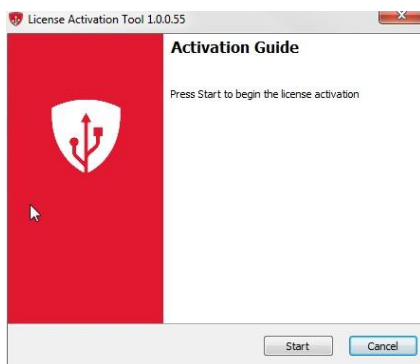 License Activation Tool 1.0.0.55
Activation Guide
Press Start to begin the license activation
Start
Cancel